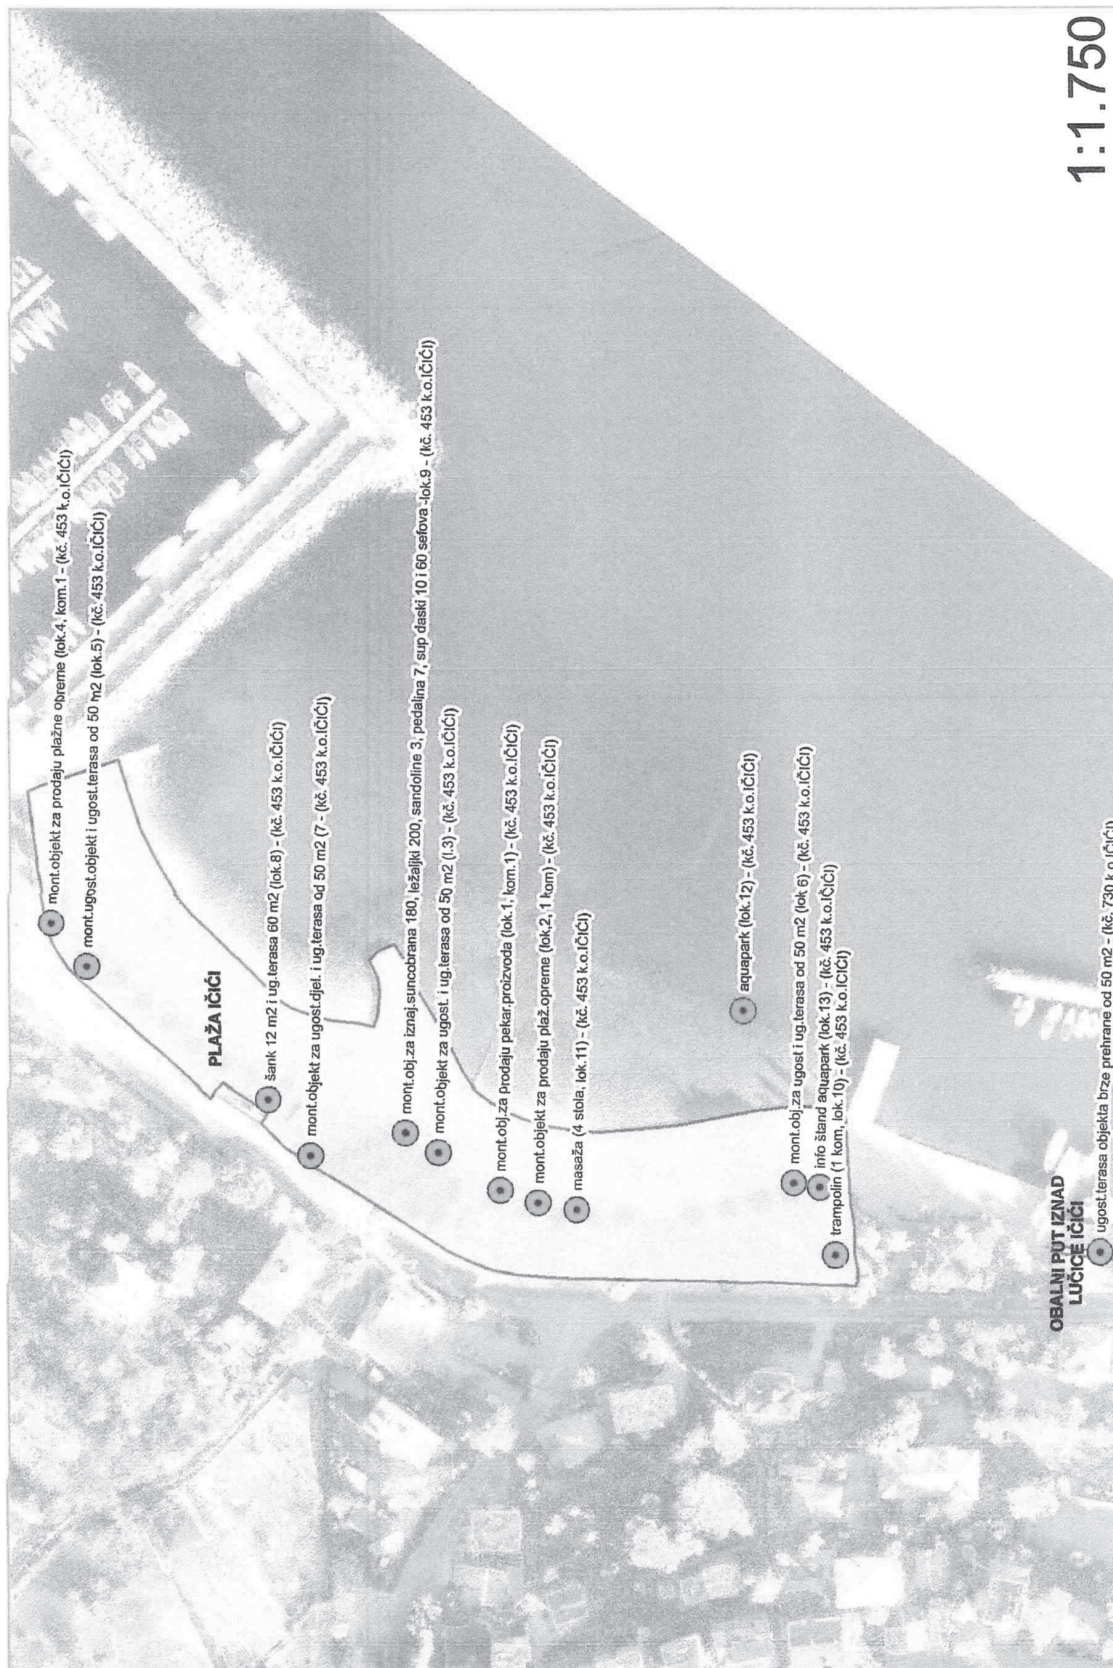 1:1.750
mont.objekt za prodaju plažne opreme (lok.4, kom.1 - (kč. 453 k.o.IČIĆI)
mont.ugost.objekt i ugost.terasa od 50 m2 (lok.5) - (kč. 453 k.o.IČIĆI)
PLAŽA IČIĆI
šank 12 m2 i ug.terasa 60 m2 (lok.8) - (kč. 453 k.o.IČIĆI)
mont.objekt za ugost.djel. i ug.terasa od 50 m2 (7 - (kč. 453 k.o.IČIĆI)
mont.obj.za iznaj.suncobrana 180, ležaljki 200, sandoline 3, pedalina 7, sup daski 10 i 60 sefova -lok.9 - (kč. 453 k.o.IČIĆI)
mont.objekt za ugost. i ug.terasa od 50 m2 (l.3) - (kč. 453 k.o.IČIĆI)
mont.obj.za prodaju pekar.proizvoda (lok.1, kom.1) - (kč. 453 k.o.IČIĆI)
mont.objekt za prodaju plaž.opreme (lok,2, 1 kom) - (kč. 453 k.o.IČIĆI)
masaža (4 stola, lok.11) - (kč. 453 k.o.IČIĆI)
aquapark (lok.12) - (kč. 453 k.o.IČIĆI)
mont.obj.za ugost i ug.terasa od 50 m2 (lok 6) - (kč. 453 k.o.IČIĆI)
info štand aquapark (lok.13) - (kč. 453 k.o.IČIĆI)
trampolin (1 kom, lok.10) - (kč. 453 k.o.IČIĆI)
OBALNI PUT IZNAD
LUČICE IČIĆI
ugost.terasa objekta brze prehrane od 50 m2 - (kč. 730 k.o.IČIĆI)